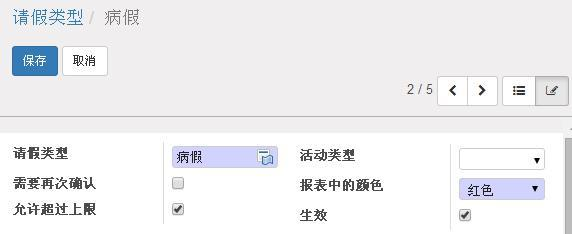 请假类型 / 病假
保存 取消
2 / 5
请假类型 病假 活动类型
需要再次确认 报表中的颜色 红色
允许超过上限 生效